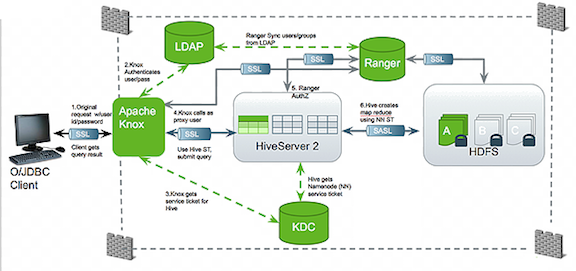 LDAP
Ranger Sync users/groups
from LDAP
Ranger
SSL
SSL
SSL
2.Knox
Authenticates
user/pass
5. Ranger
AuthZ
1.Original
request w/user
id/password
SSL
Client gets
query result
O/JDBC
Client
Apache
Knox
4.Knox calls as
proxy user
SSL
Use Hive ST,
submit query
HiveServer 2
6.Hive creates
map reduce
using NN ST
SASL
A
B
C
HDFS
3.Knox gets
service ticket for
Hive
Hive gets
Namenode (NN)
service ticket
KDC